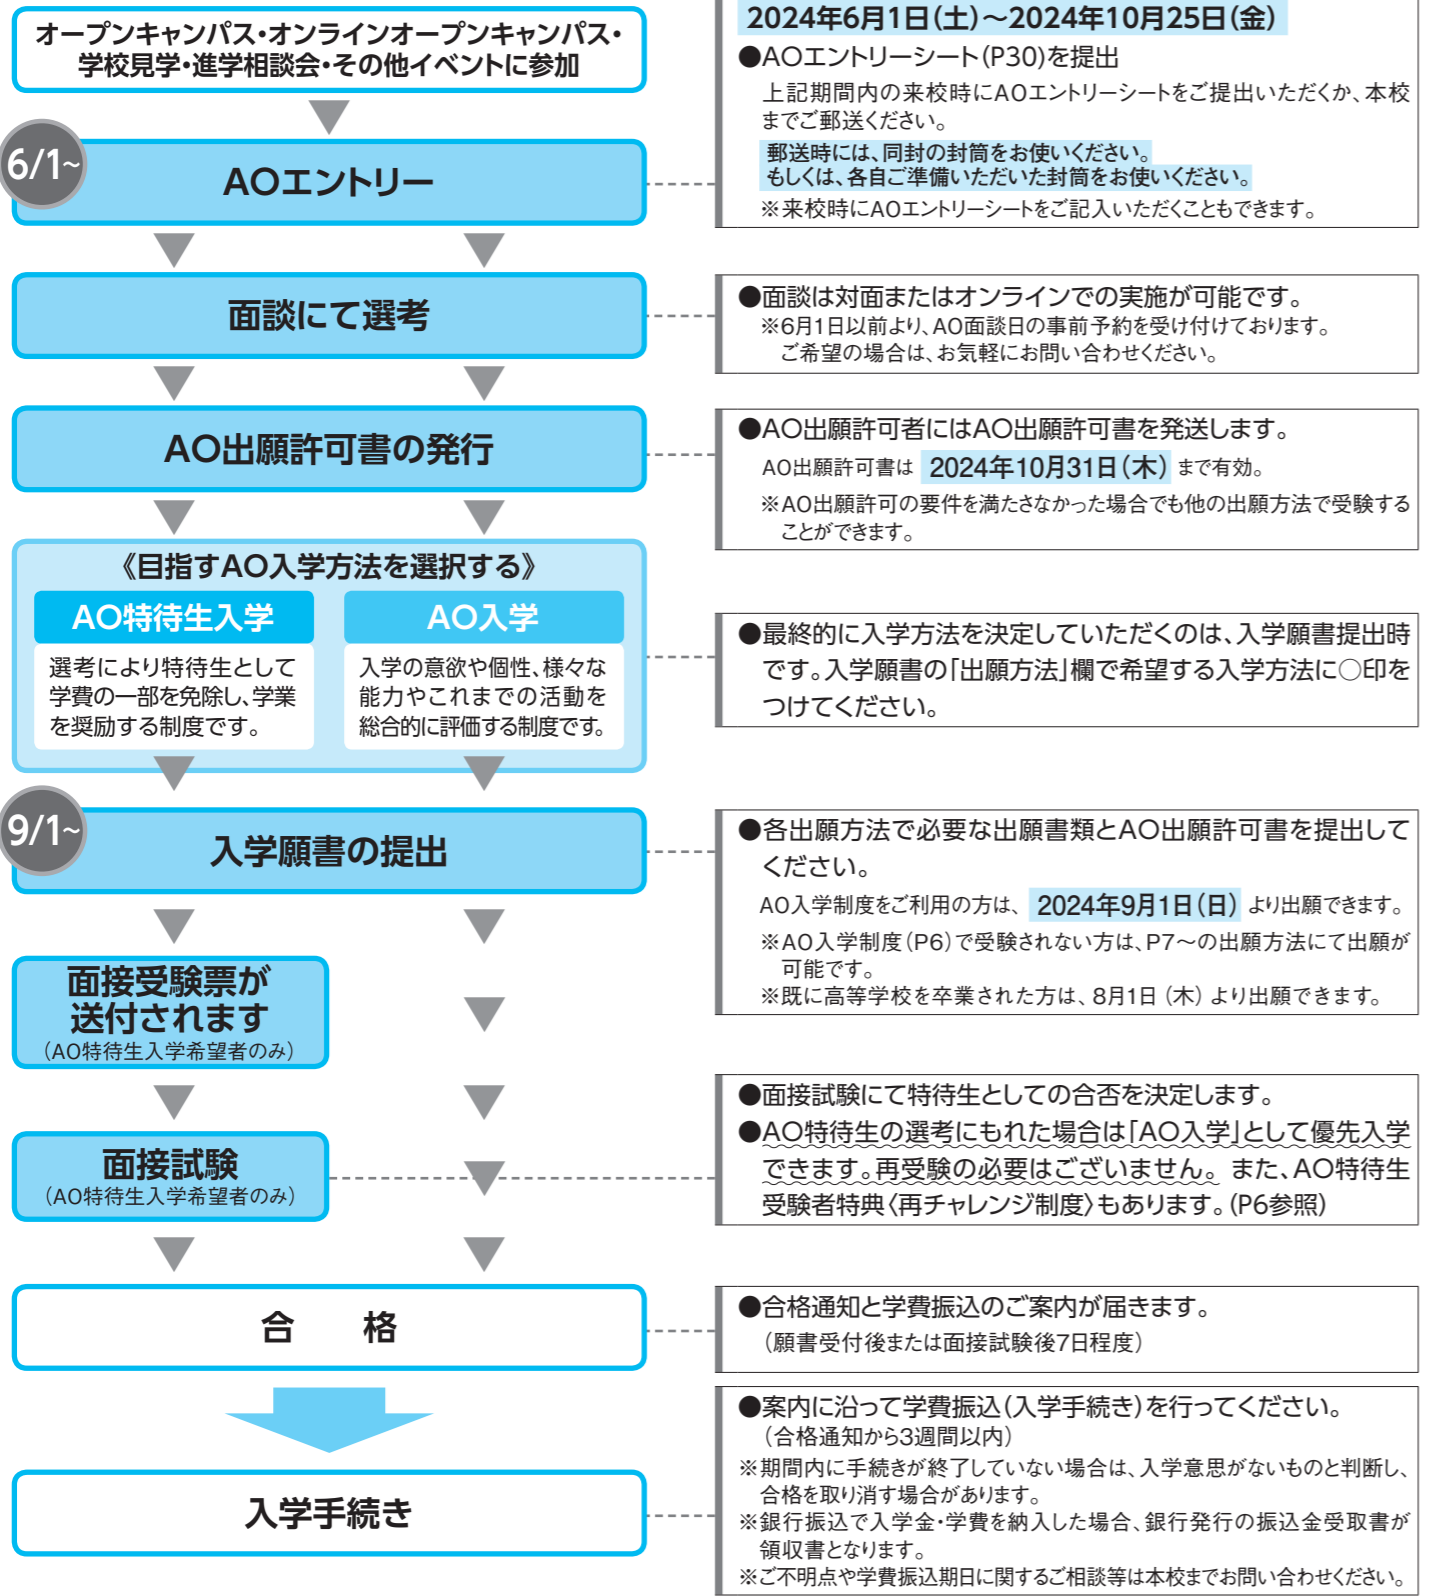 オープンキャンパス・オンラインオープンキャンパス・
学校見学・進学相談会・その他イベントに参加
6/1~
AOエントリー
2024年6月1日(土)～2024年10月25日(金)
●AOエントリーシート(P30)を提出
上記期間内の来校時にAOエントリーシートをご提出いただくか、本校
までご郵送ください。
郵送時には、同封の封筒をお使いください。
もしくは、各自ご準備いただいた封筒をお使いください。
※来校時にAOエントリーシートをご記入いただくこともできます。
面談にて選考
●面談は対面またはオンラインでの実施が可能です。
※6月1日以前より、AO面談日の事前予約を受け付けております。
ご希望の場合は、お気軽にお問い合わせください。
AO出願許可書の発行
●AO出願許可者にはAO出願許可書を発送します。
AO出願許可書は 2024年10月31日(木) まで有効。
※AO出願許可の要件を満たさなかった場合でも他の出願方法で受験する
ことができます。
《目指すAO入学方法を選択する》
AO特待生入学
選考により特待生として
学費の一部を免除し、学業
を奨励する制度です。
AO入学
入学の意欲や個性、様々な
能力やこれまでの活動を
総合的に評価する制度です。
●最終的に入学方法を決定していただくのは、入学願書提出時
です。入学願書の「出願方法」欄で希望する入学方法に○印を
つけてください。
9/1~
入学願書の提出
●各出願方法で必要な出願書類とAO出願許可書を提出して
ください。
AO入学制度をご利用の方は、 2024年9月1日(日) より出願できます。
※AO入学制度(P6)で受験されない方は、P7～の出願方法にて出願が
可能です。
※既に高等学校を卒業された方は、8月1日(木)より出願できます。
面接受験票が
送付されます
(AO特待生入学希望者のみ)
面接試験
(AO特待生入学希望者のみ)
●面接試験にて特待生としての合否を決定します。
●AO特待生の選考にもれた場合は「AO入学」として優先入学
できます。再受験の必要はございません。また、AO特待生
受験者特典〈再チャレンジ制度〉もあります。(P6参照)
合　格
●合格通知と学費振込のご案内が届きます。
(願書受付後または面接試験後7日程度)
入学手続き
●案内に沿って学費振込(入学手続き)を行ってください。
(合格通知から3週間以内)
※期間内に手続きが終了していない場合は、入学意思がないものと判断し、
合格を取り消す場合があります。
※銀行振込で入学金・学費を納入した場合、銀行発行の振込金受取書が
領収書となります。
※ご不明点や学費振込期日に関するご相談等は本校までお問い合わせください。